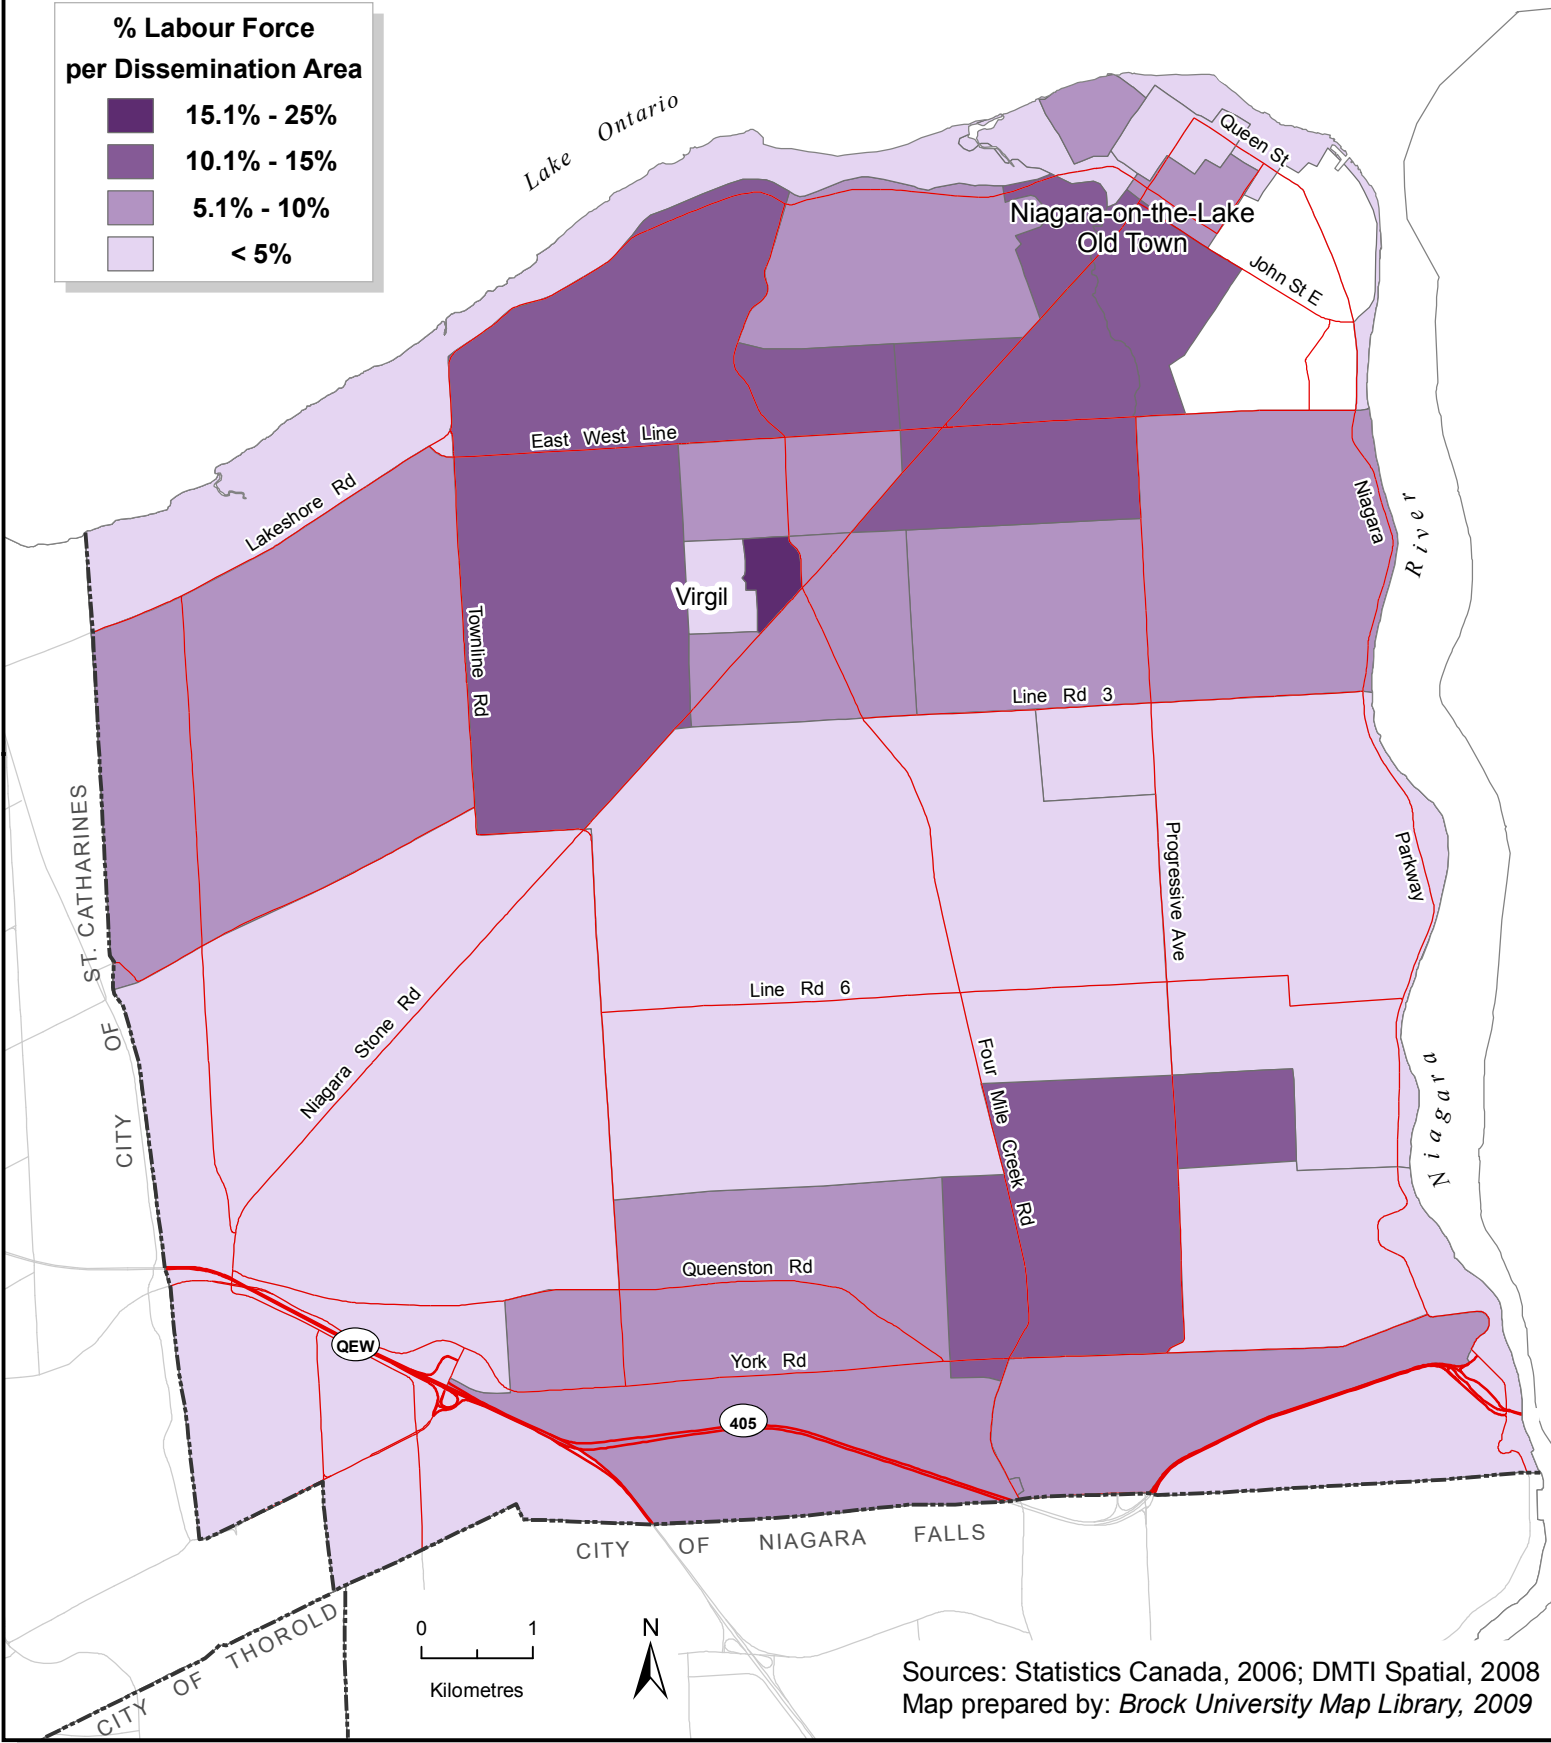 % Labour Force
per Dissemination Area
15.1% - 25%
10.1% - 15%
5.1% - 10%
< 5%
Lake Ontario
Queen St
Niagara-on-the-Lake
Old Town
John St E
East West Line
Lakeshore Rd
Niagara
River
Virgil
Townline Rd
Line Rd 3
ST. CATHARINES
Progressive Ave
Parkway
Line Rd 6
Niagara Stone Rd
OF
Four Mile Creek Rd
Niagara
CITY
Queenston Rd
QEW
York Rd
405
CITY OF NIAGARA FALLS
CITY OF THOROLD
0 1
Kilometres
N
Sources: Statistics Canada, 2006; DMTI Spatial, 2008
Map prepared by: Brock University Map Library, 2009